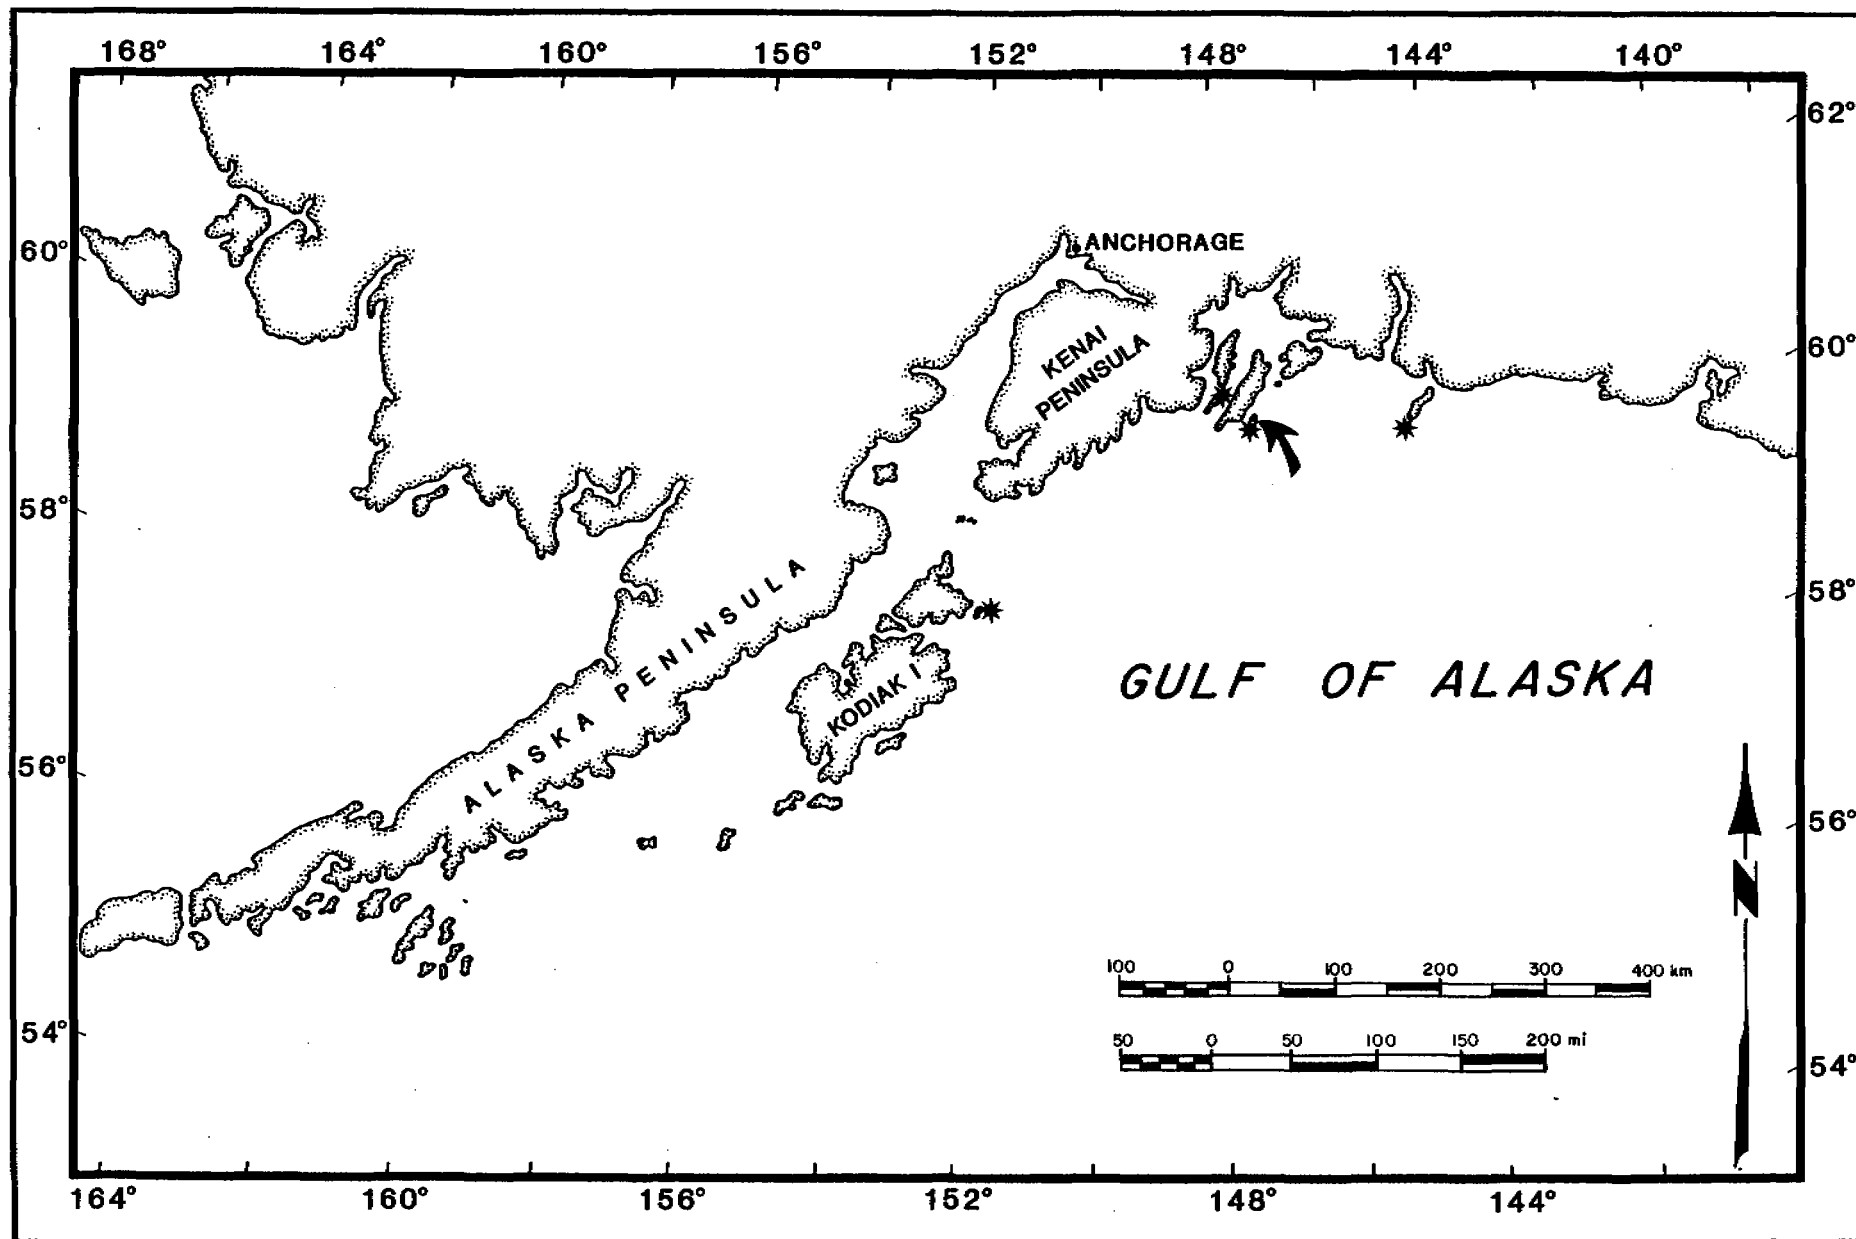 168° 164° 160° 156° 152° 148° 144° 140°
62°
ANCHORAGE
60°
60°
KENAI
PENINSULA
58°
58°
ALASKA PENINSULA
KODIAK I
GULF OF ALASKA
56°
56°
N
100 0 100 200 300 400 km
50 0 50 100 150 200 mi
54°
54°
164° 160° 156° 152° 148° 144°